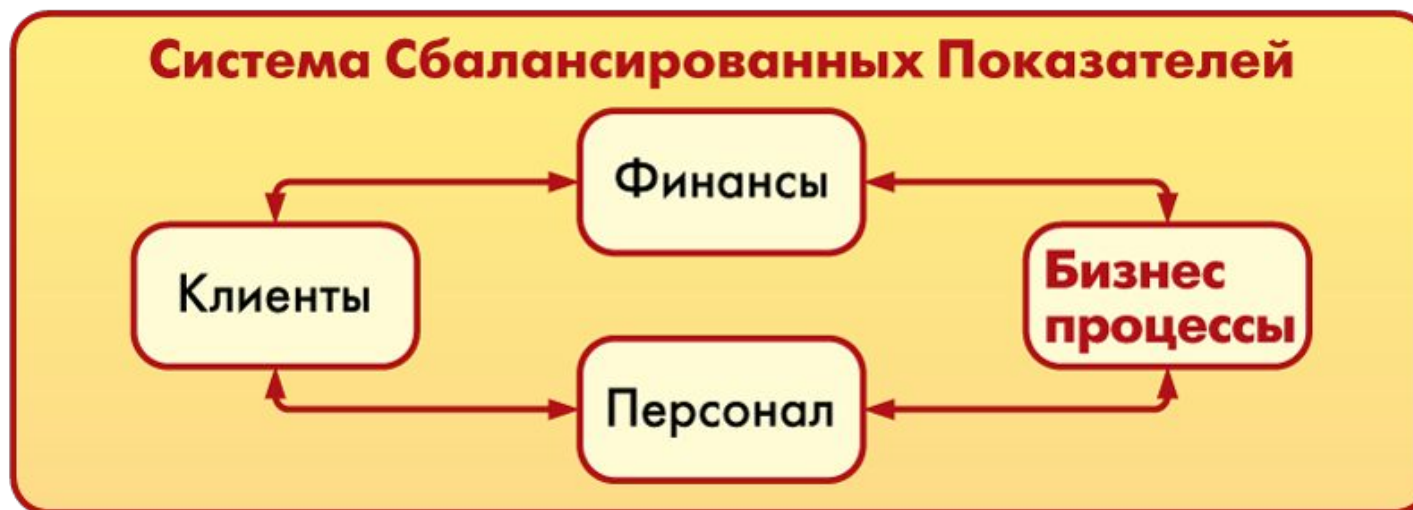 Система Сбалансированных Показателей
Финансы
Клиенты
Бизнес
процессы
Персонал